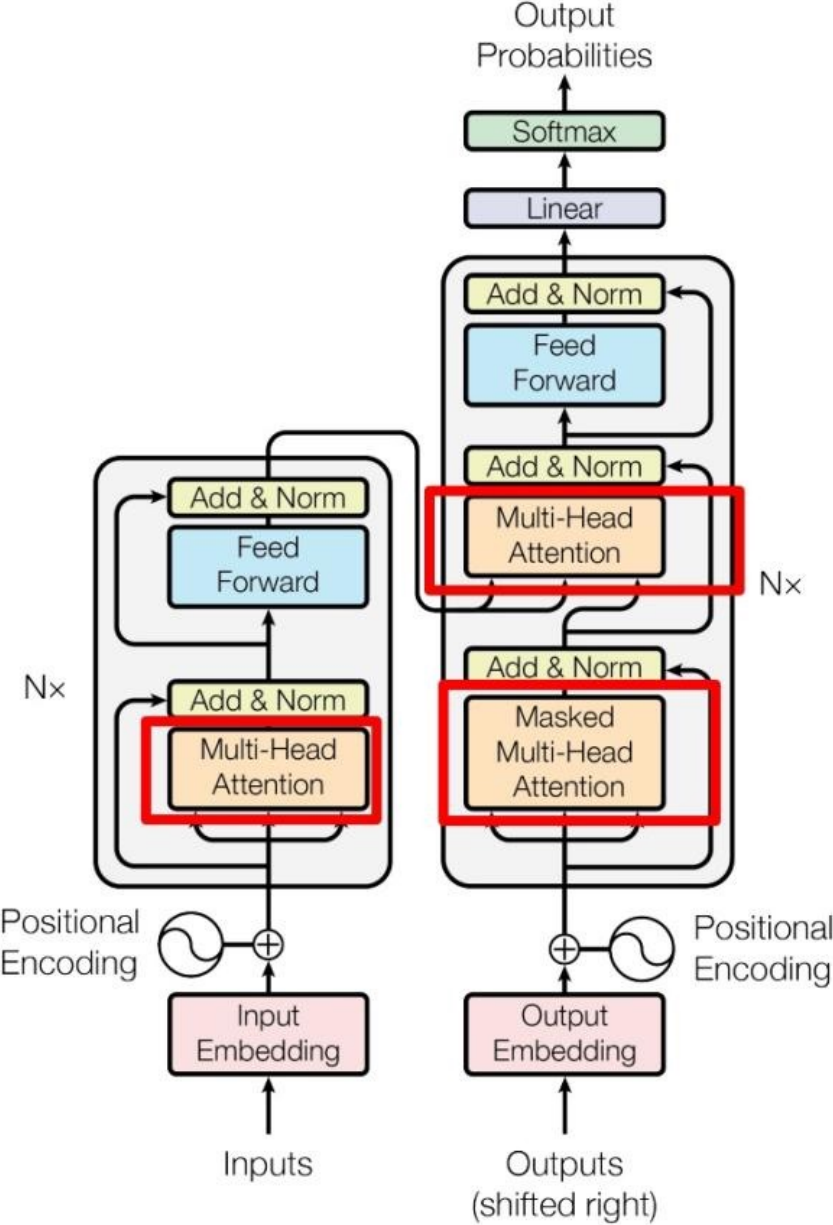 Output
Probabilities
Softmax
Linear
Add & Norm
Feed
Forward
Add & Norm
Multi-Head
Attention
Nx
Add & Norm
Masked
Multi-Head
Attention
Add & Norm
Feed
Forward
Nx
Add & Norm
Multi-Head
Attention
Positional
Encoding
Positional
Encoding
Input
Embedding
Output
Embedding
Inputs
Outputs
(shifted right)